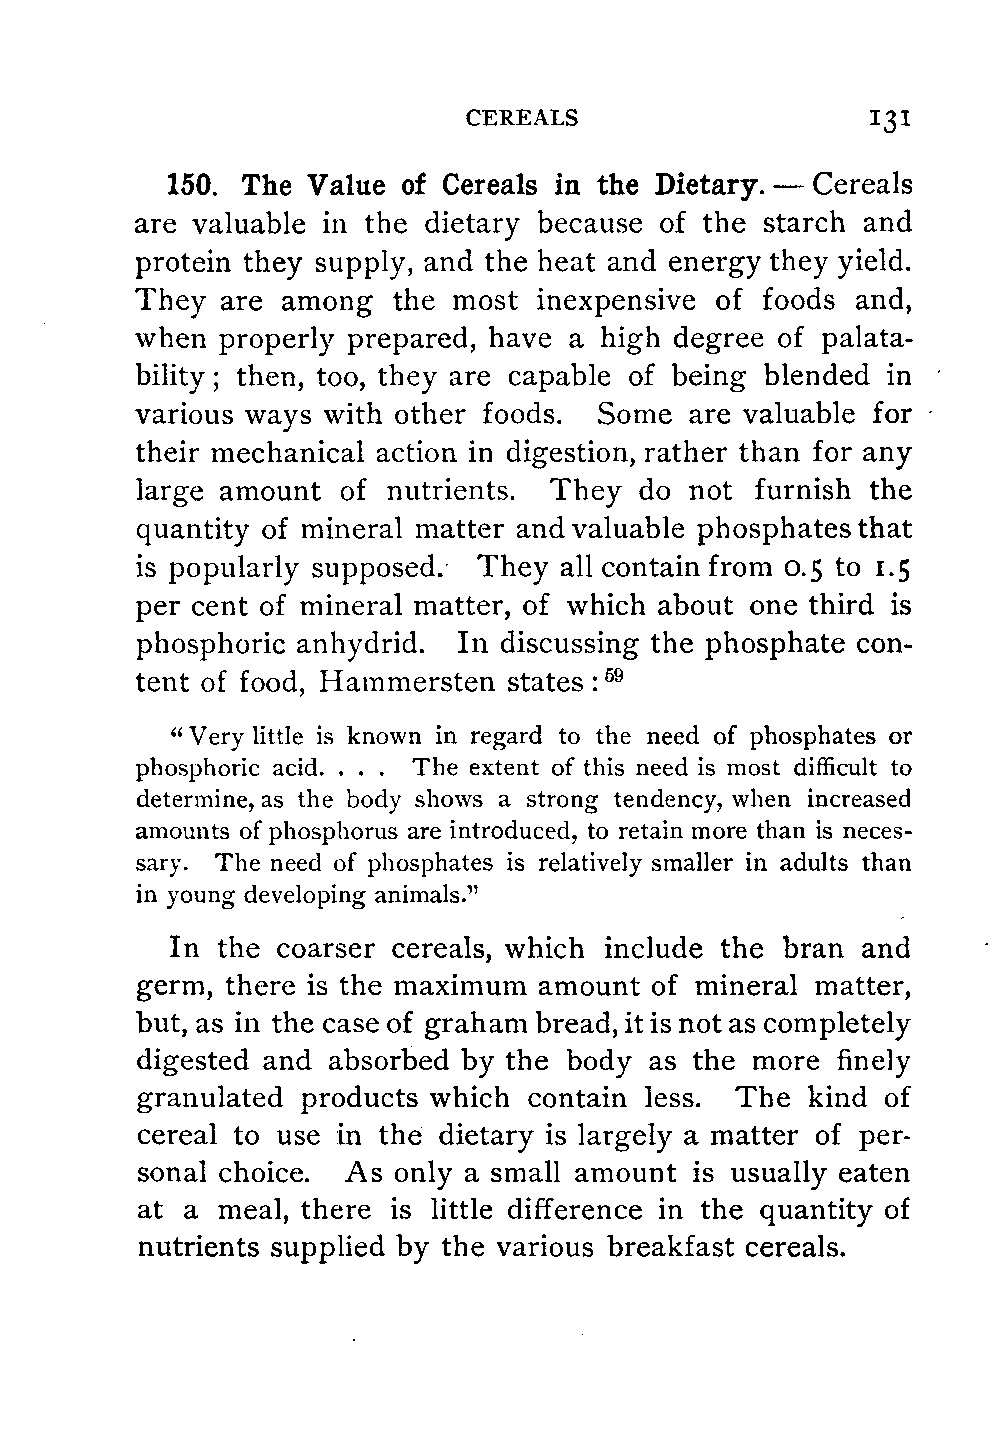 CEREALS 131
150. The Value of Cereals in the Dietary. — Cereals
are valuable in the dietary because of the starch and
protein they supply, and the heat and energy they yield.
They are among the most inexpensive of foods and,
when properly prepared, have a high degree of palata-
bility; then, too, they are capable of being blended in
various ways with other foods. Some are valuable for
their mechanical action in digestion, rather than for any
large amount of nutrients. They do not furnish the
quantity of mineral matter and valuable phosphates that
is popularly supposed. They all contain from 0.5 to 1.5
per cent of mineral matter, of which about one third is
phosphoric anhydrid. In discussing the phosphate con-
tent of food, Hammersten states:⁵⁹
"Very little is known in regard to the need of phosphates or
phosphoric acid. . . . The extent of this need is most difficult to
determine, as the body shows a strong tendency, when increased
amounts of phosphorus are introduced, to retain more than is neces-
sary. The need of phosphates is relatively smaller in adults than
in young developing animals."
In the coarser cereals, which include the bran and
germ, there is the maximum amount of mineral matter,
but, as in the case of graham bread, it is not as completely
digested and absorbed by the body as the more finely
granulated products which contain less. The kind of
cereal to use in the dietary is largely a matter of per-
sonal choice. As only a small amount is usually eaten
at a meal, there is little difference in the quantity of
nutrients supplied by the various breakfast cereals.